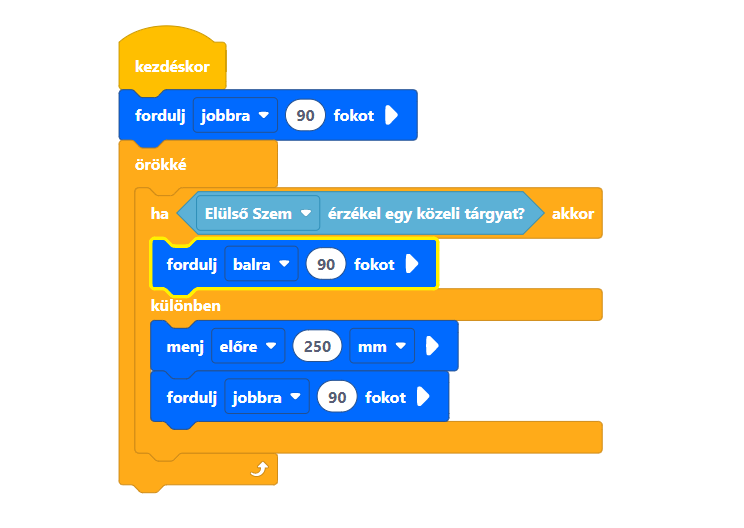 kezdéskor
fordulj jobbra 90 fokot
örökké
ha Elülső Szem érzékel egy közeli tárgyat? akkor
fordulj balra 90 fokot
különben
menj előre 250 mm
fordulj jobbra 90 fokot